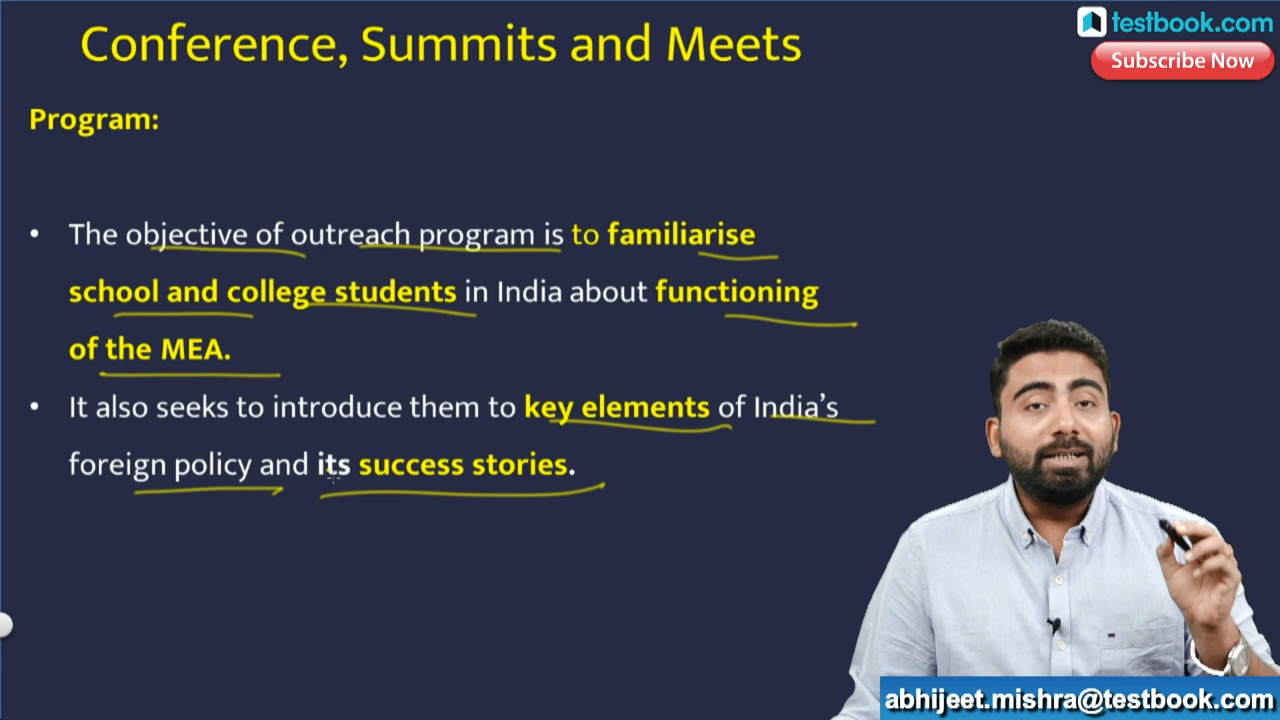 Conference, Summits and Meets
testbook.com
Subscribe Now
Program:
• The objective of outreach program is to familiarise
school and college students in India about functioning
of the MEA.
• It also seeks to introduce them to key elements of India’s
foreign policy and its success stories.
abhijeet.mishra@testbook.com